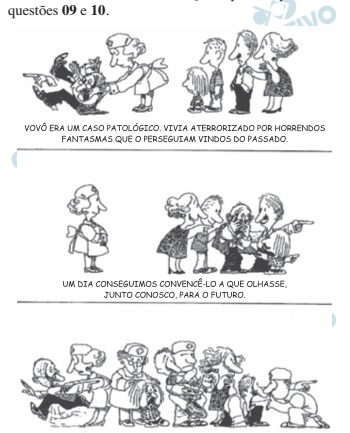 questões 09 e 10.
VOVÔ ERA UM CASO PATOLÓGICO. VIVIA ATERRORIZADO POR HORRENDOS
FANTASMAS QUE O PERSEGUIAM VINDOS DO PASSADO.
UM DIA CONSEGUIMOS CONVENCÊ-LO A QUE OLHASSE,
JUNTO CONOSCO, PARA O FUTURO.